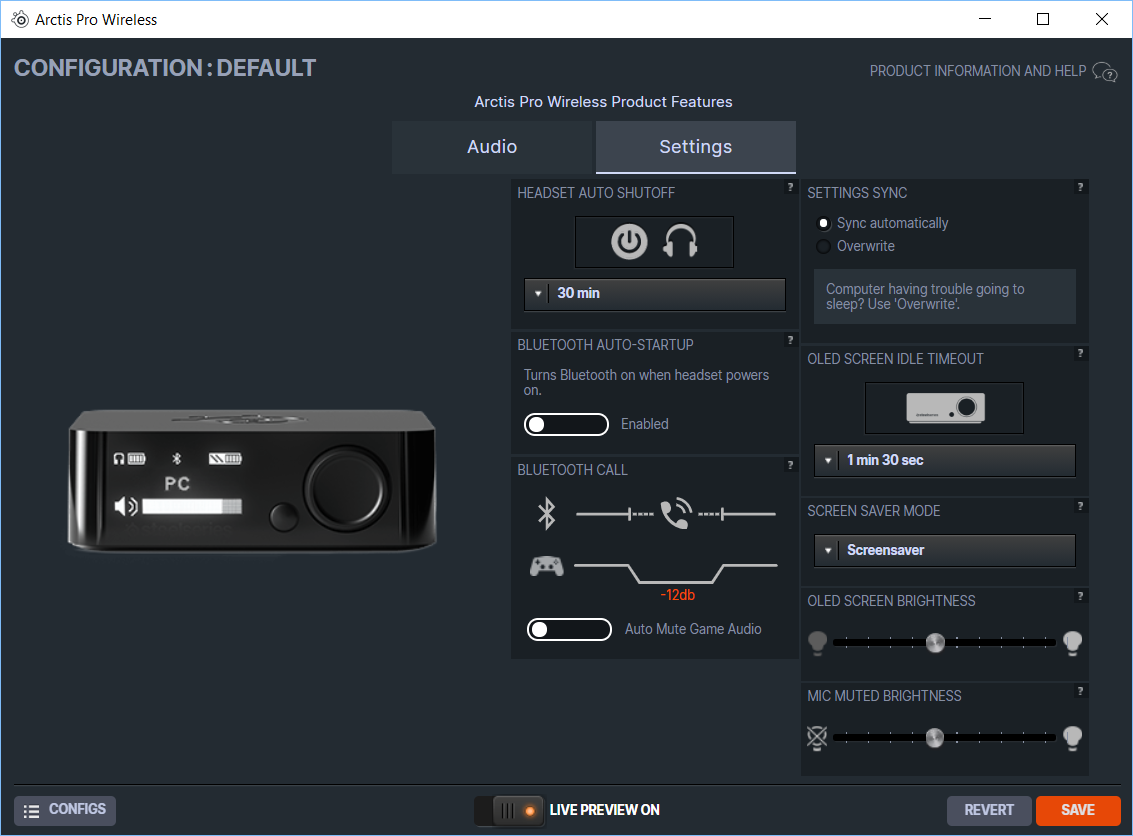 Arctis Pro Wireless
CONFIGURATION : DEFAULT
PRODUCT INFORMATION AND HELP
Arctis Pro Wireless Product Features
Audio
Settings
HEADSET AUTO SHUTOFF
?
30 min
BLUETOOTH AUTO-STARTUP
?
Turns Bluetooth on when headset powers
on.
Enabled
BLUETOOTH CALL
?
-12db
Auto Mute Game Audio
SETTINGS SYNC
?
Sync automatically
Overwrite
Computer having trouble going to
sleep? Use 'Overwrite'.
OLED SCREEN IDLE TIMEOUT
?
1 min 30 sec
SCREEN SAVER MODE
?
Screensaver
OLED SCREEN BRIGHTNESS
?
MIC MUTED BRIGHTNESS
?
PC
CONFIGS
LIVE PREVIEW ON
REVERT
SAVE